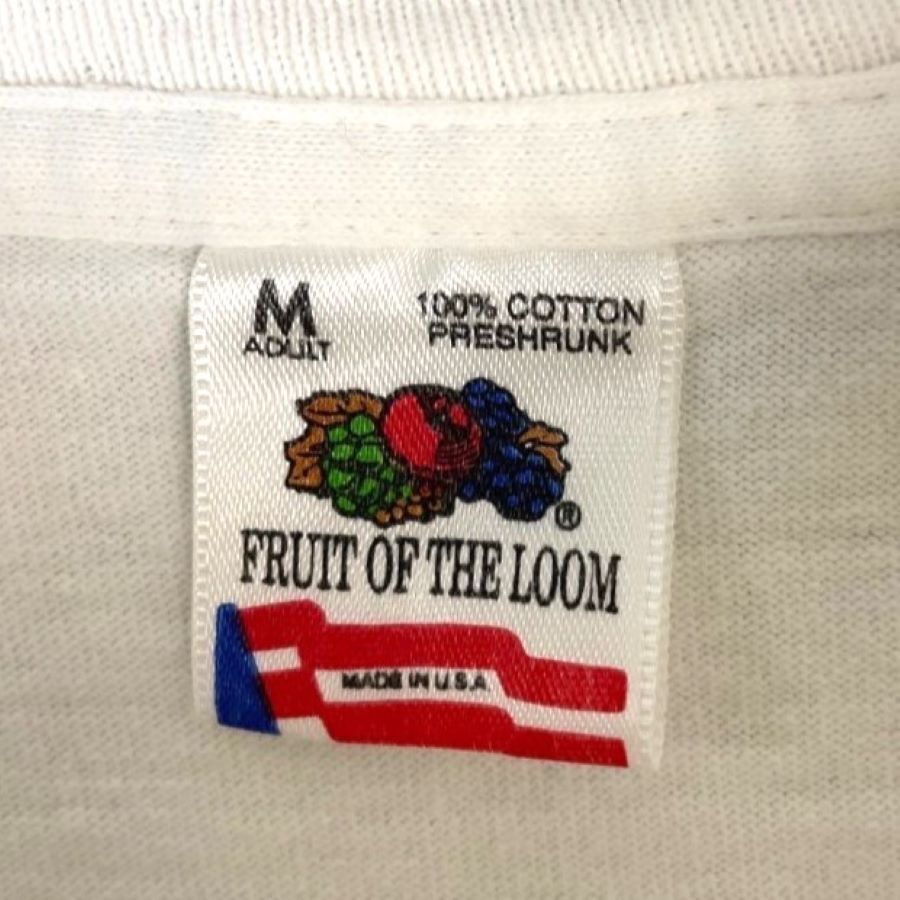 M
ADULT
100% COTTON
PRESHRUNK
®
FRUIT OF THE LOOM
MADE IN U.S.A.